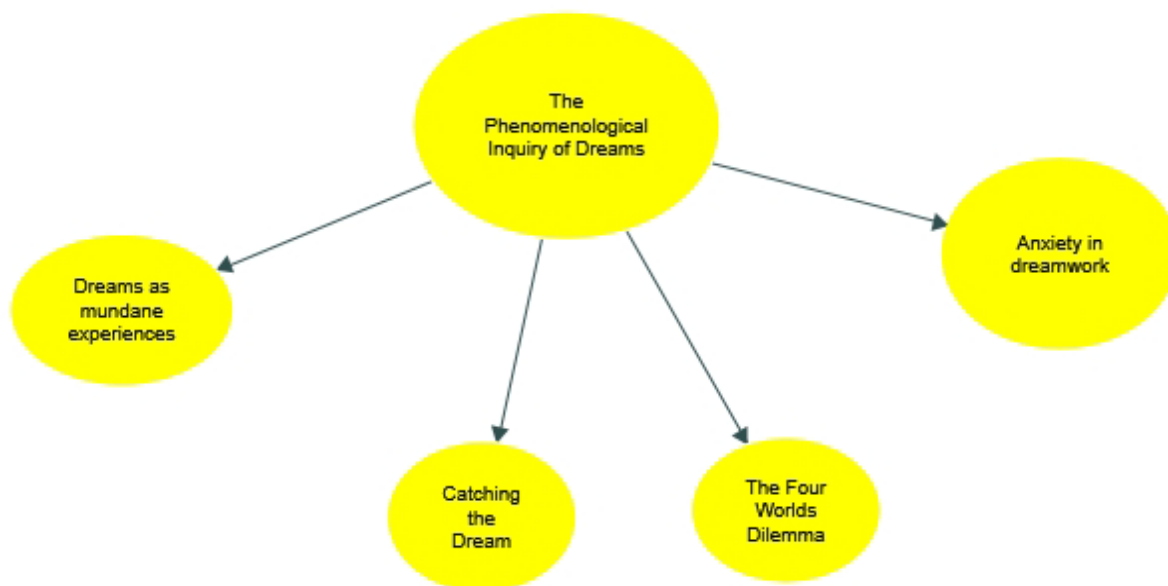 The
Phenomenological
Inquiry of Dreams
Anxiety in
dreamwork
Dreams as
mundane
experiences
Catching
the
Dream
The Four
Worlds
Dilemma